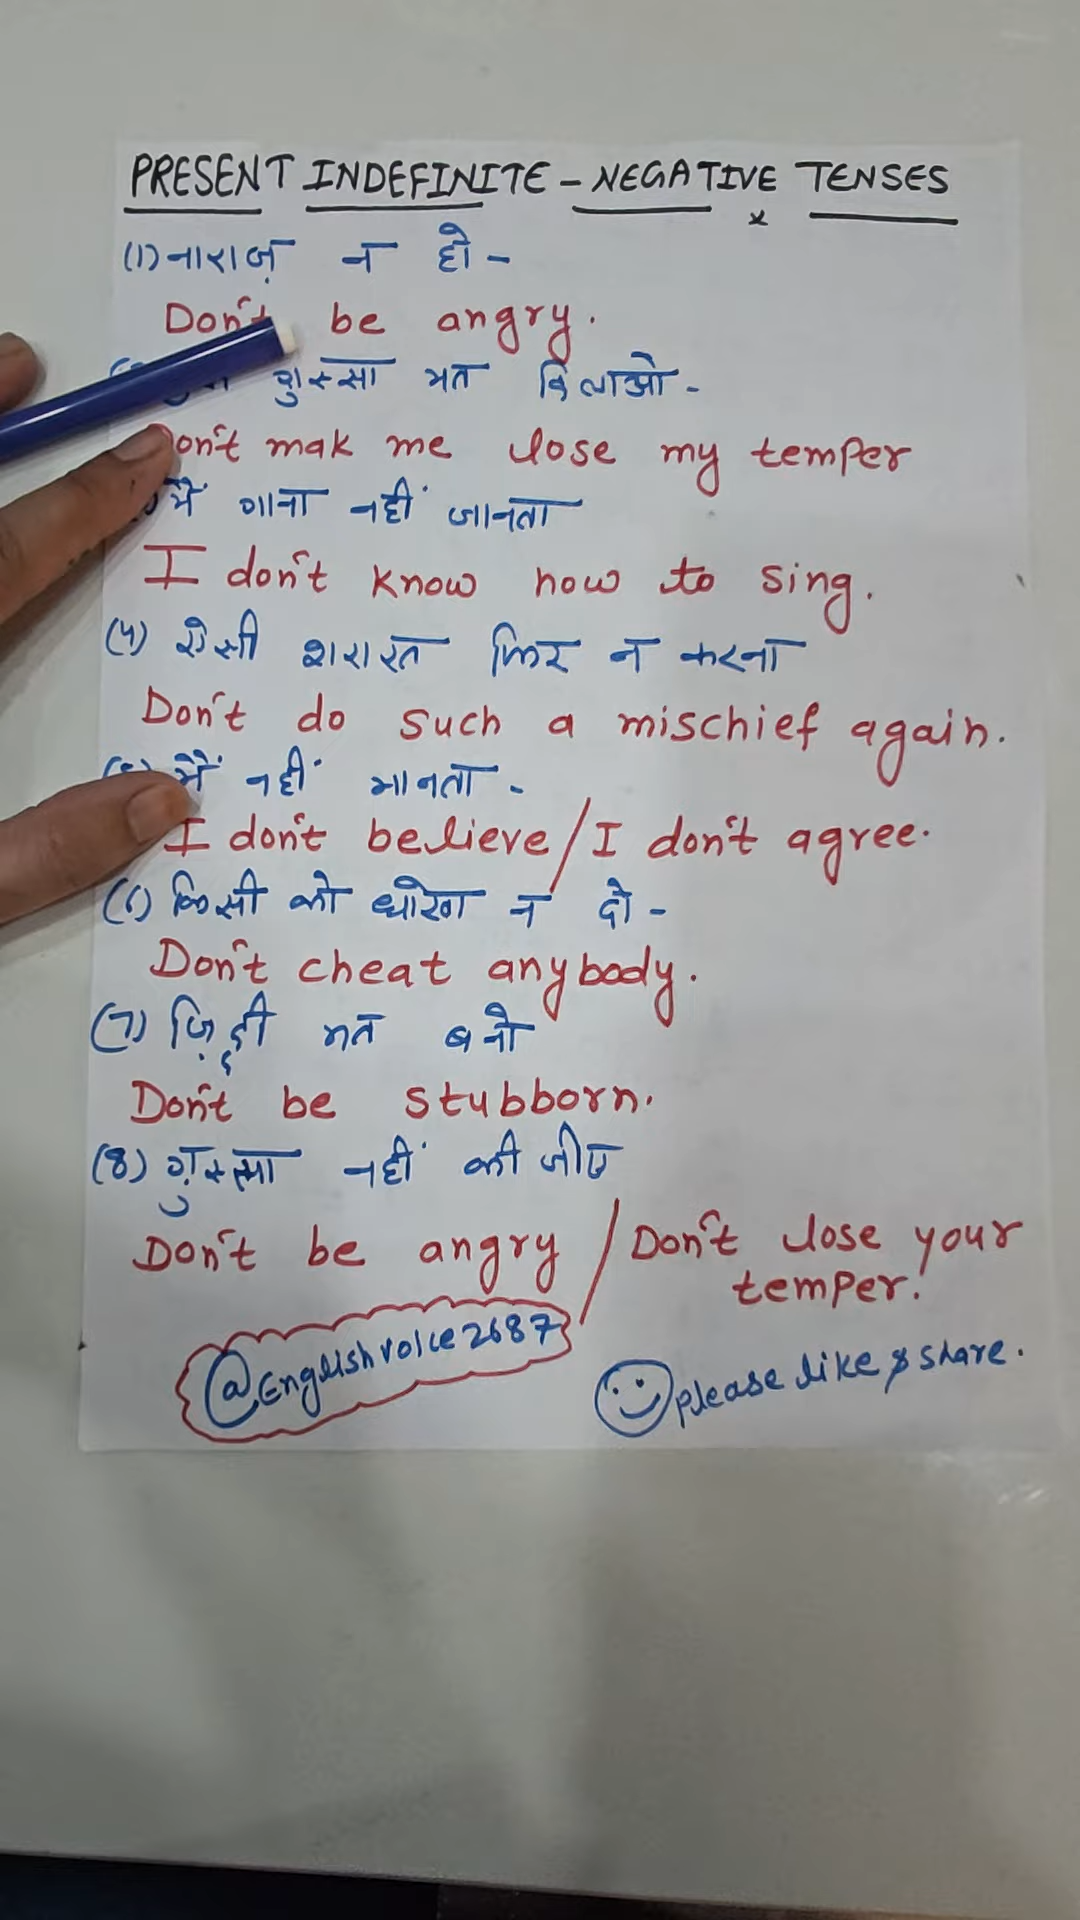 PRESENT INDEFINITE - NEGATIVE TENSES
(1) नाराज़ न हो -
Don't be angry.
गुस्सा मत दिलाओ -
Don't mak me lose my temper
मैं गाना नहीं जानता
I don't know how to sing.
(4) ऐसी शरारत फिर न करना
Don't do such a mischief again.
(5) मैं नहीं मानता -
I don't believe / I don't agree.
(6) किसी को धोखा न दो -
Don't cheat anybody.
(7) ज़िद्दी मत बनो
Don't be stubborn.
(8) गुस्सा नहीं कीजीए
Don't be angry / Don't lose your temper.
@Englishvoice2687
please like & share.